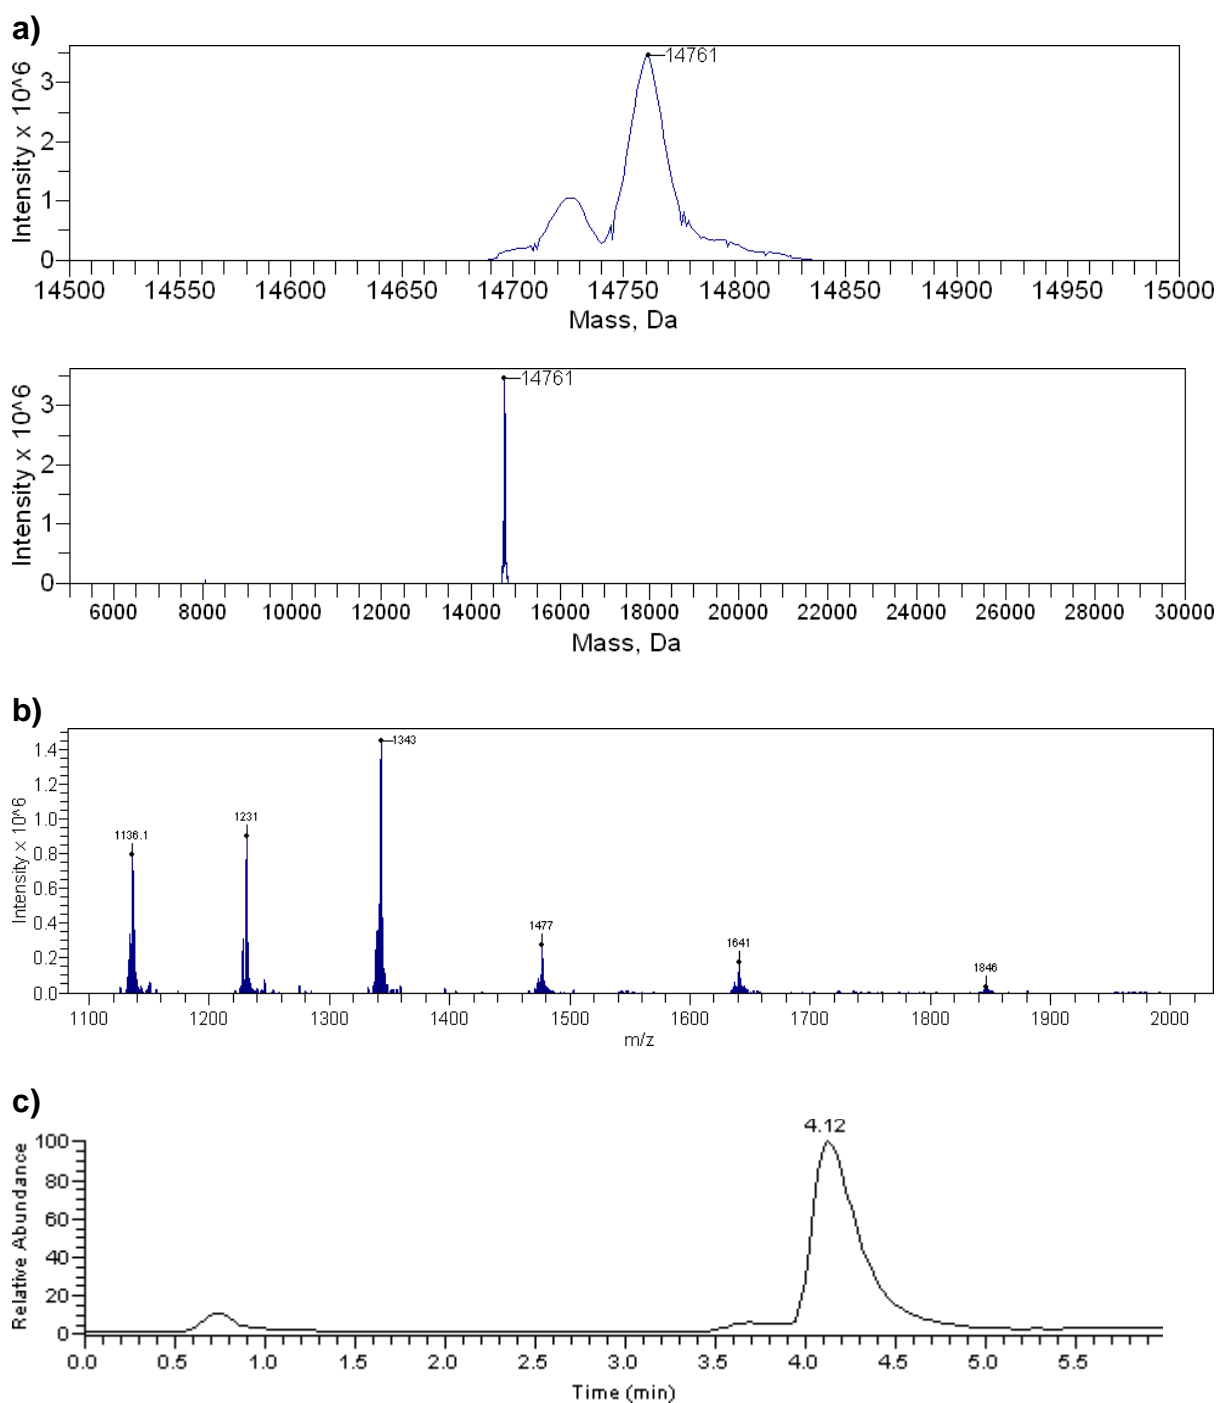 a)
Intensity x 10^6
3
2
1
0
14761
14500 14550 14600 14650 14700 14750 14800 14850 14900 14950 15000
Mass, Da
Intensity x 10^6
3
2
1
0
14761
6000 8000 10000 12000 14000 16000 18000 20000 22000 24000 26000 28000 30000
Mass, Da
b)
Intensity x 10^6
1.4
1.2
1.0
0.8
0.6
0.4
0.2
0.0
1136.1
1231
1343
1477
1641
1846
1100 1200 1300 1400 1500 1600 1700 1800 1900 2000
m/z
c)
Relative Abundance
100
80
60
40
20
0
4.12
0.0 0.5 1.0 1.5 2.0 2.5 3.0 3.5 4.0 4.5 5.0 5.5
Time (min)